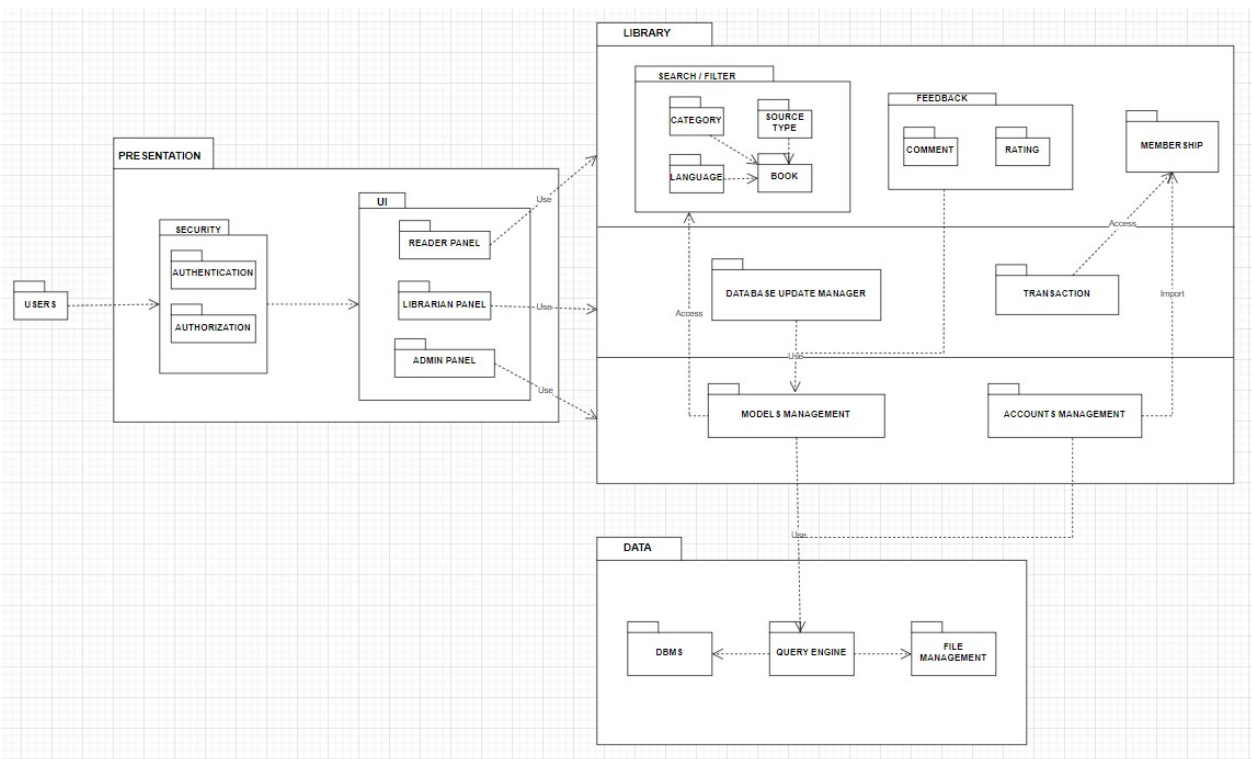 LIBRARY
SEARCH / FILTER
CATEGORY
SOURCE
TYPE
LANGUAGE
BOOK
FEEDBACK
COMMENT
RATING
MEMBERSHIP
PRESENTATION
SECURITY
AUTHENTICATION
AUTHORIZATION
UI
READER PANEL
LIBRARIAN PANEL
ADMIN PANEL
USERS
Use
Use
Use
Access
DATABASE UPDATE MANAGER
TRANSACTION
Access
Import
Use
MODELS MANAGEMENT
ACCOUNTS MANAGEMENT
Use
DATA
DBMS
QUERY ENGINE
FILE
MANAGEMENT